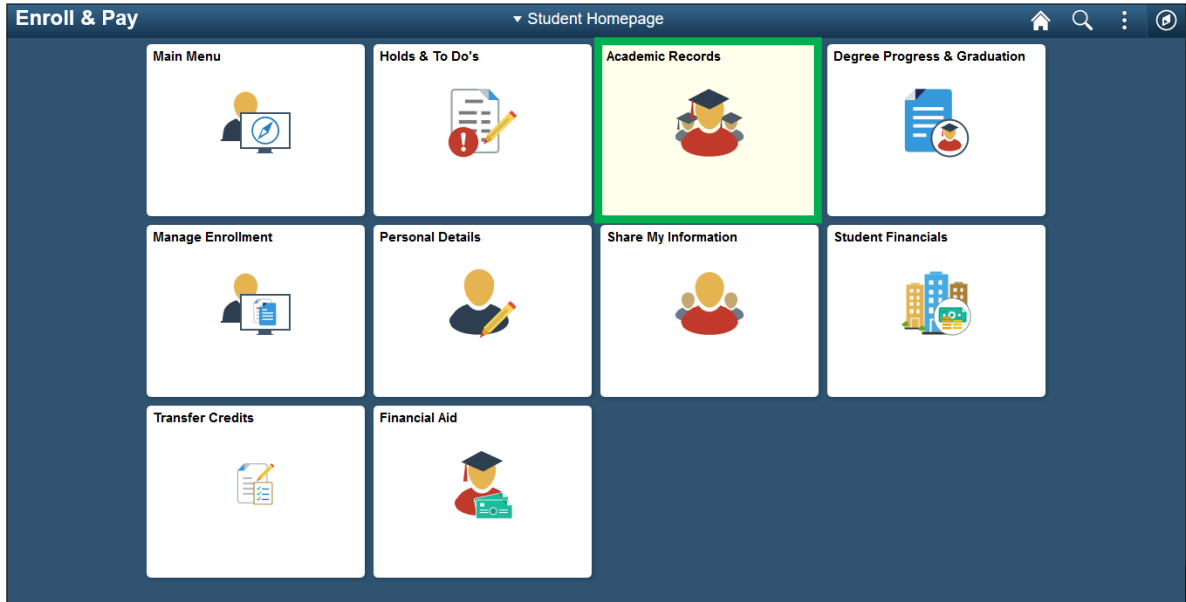 Enroll & Pay
▾ Student Homepage
Main Menu
Holds & To Do's
Academic Records
Degree Progress & Graduation
Manage Enrollment
Personal Details
Share My Information
Student Financials
Transfer Credits
Financial Aid